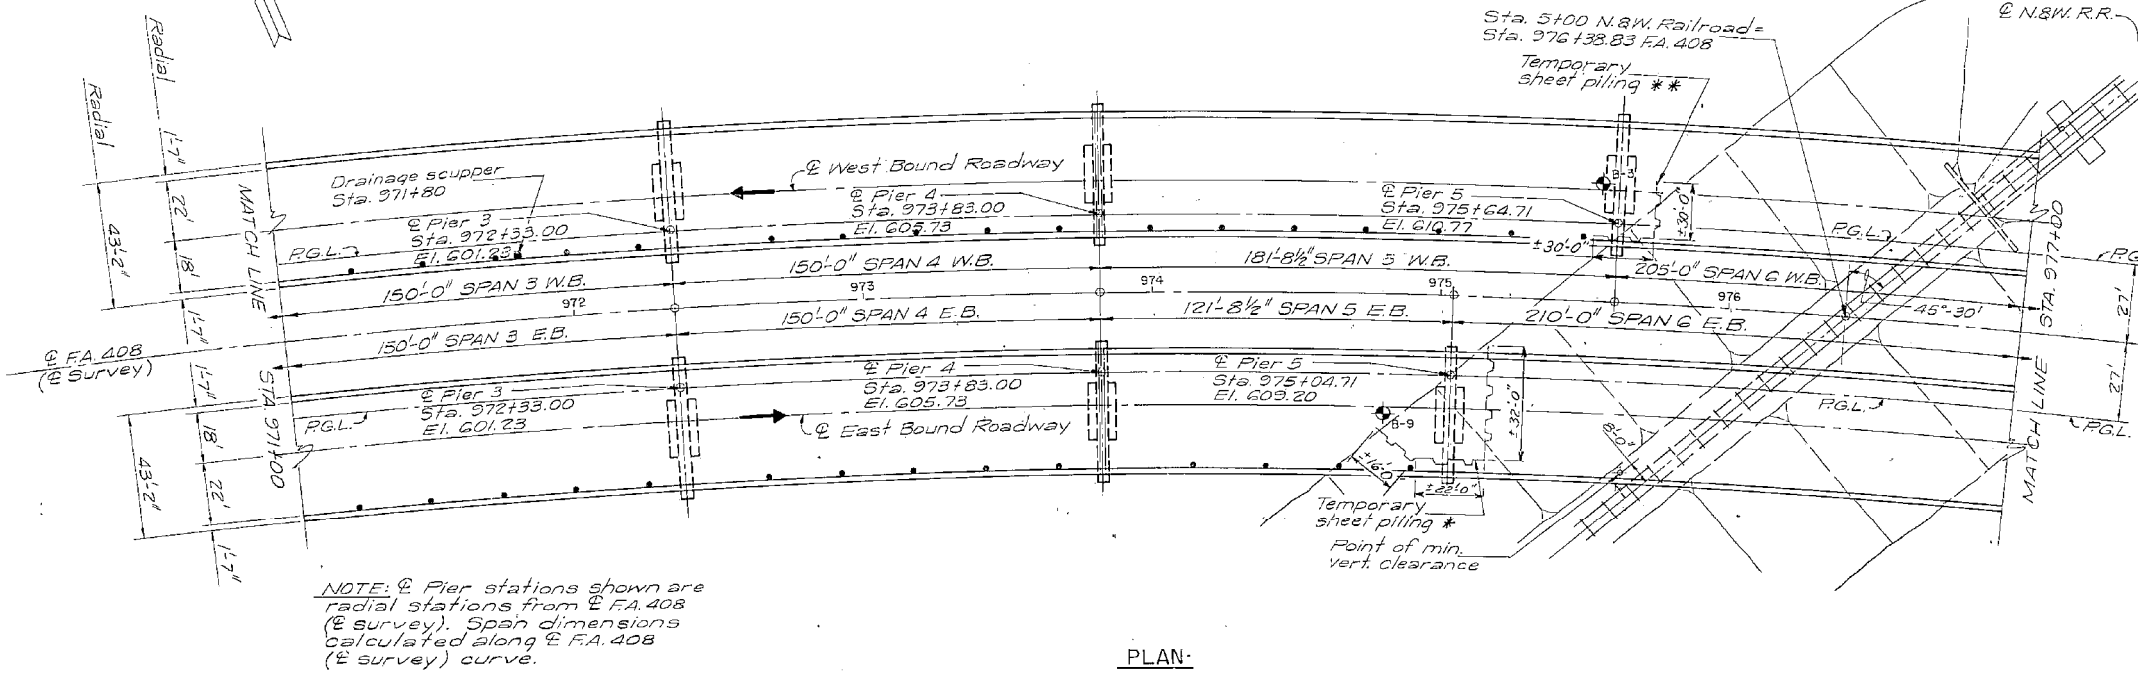 Sta. 5+00 N.&W. Railroad =
Sta. 976+38.83 F.A. 408
℄ N.&W. R.R.
Temporary
sheet piling **
Radial
Radial
1'-7"
22'
18'
1'-7"
43'-2"
MATCH LINE
STA. 971+00
Drainage scupper
Sta. 971+80
℄ West Bound Roadway
℄ Pier 3
Sta. 972+33.00
El. 601.23
℄ Pier 4
Sta. 973+83.00
El. 605.73
℄ Pier 5
Sta. 975+64.71
El. 610.77
B-3
±30'-0"
±30'-0"
P.G.L.
P.G.L.
P.G.L.
150'-0" SPAN 3 W.B.
150'-0" SPAN 4 W.B.
181'-8½" SPAN 5 W.B.
205'-0" SPAN 6 W.B.
972
973
974
975
976
45°-30'
22'
22'
MATCH LINE STA. 976+00
150'-0" SPAN 3 E.B.
150'-0" SPAN 4 E.B.
121'-8½" SPAN 5 E.B.
210'-0" SPAN 6 E.B.
℄ F.A. 408
(℄ Survey)
℄ Pier 3
Sta. 972+33.00
El. 601.23
℄ Pier 4
Sta. 973+83.00
El. 605.73
℄ Pier 5
Sta. 975+04.71
El. 609.20
P.G.L.
P.G.L.
P.G.L.
℄ East Bound Roadway
B-9
±32'-0"
±16'-0"
±22'-0"
8'-0"
1'-7"
18'
22'
1'-7"
43'-2"
Temporary
sheet piling *
Point of min.
vert. clearance
NOTE: ℄ Pier stations shown are
radial stations from ℄ F.A. 408
(℄ survey). Span dimensions
calculated along ℄ F.A. 408
(℄ survey) curve.
PLAN